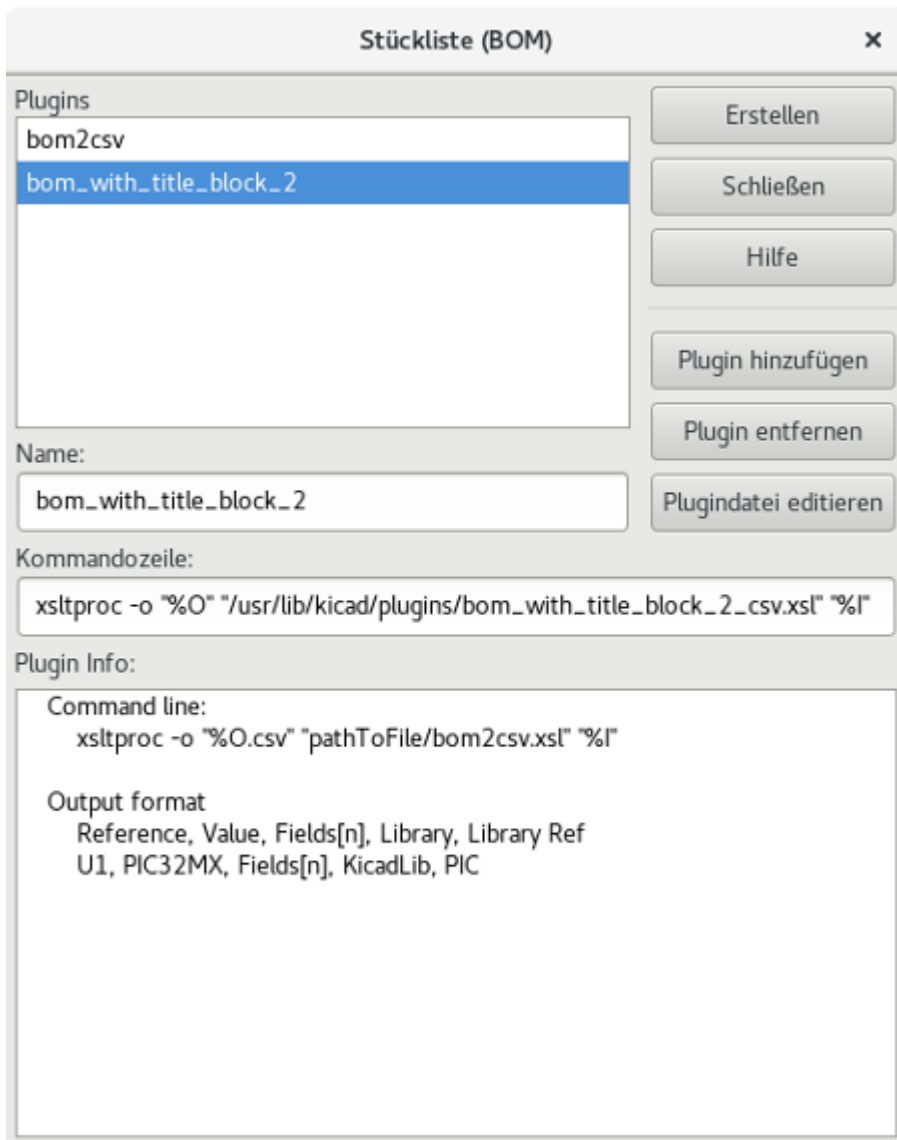 Stückliste (BOM)
Plugins
bom2csv
bom_with_title_block_2
Erstellen
Schließen
Hilfe
Plugin hinzufügen
Plugin entfernen
Plugindatei editieren
Name:
bom_with_title_block_2
Kommandozeile:
xsltproc -o "%O" "/usr/lib/kicad/plugins/bom_with_title_block_2_csv.xsl" "%I"
Plugin Info:
Command line:
xsltproc -o "%O.csv" "pathToFile/bom2csv.xsl" "%I"
Output format
Reference, Value, Fields[n], Library, Library Ref
U1, PIC32MX, Fields[n], KicadLib, PIC